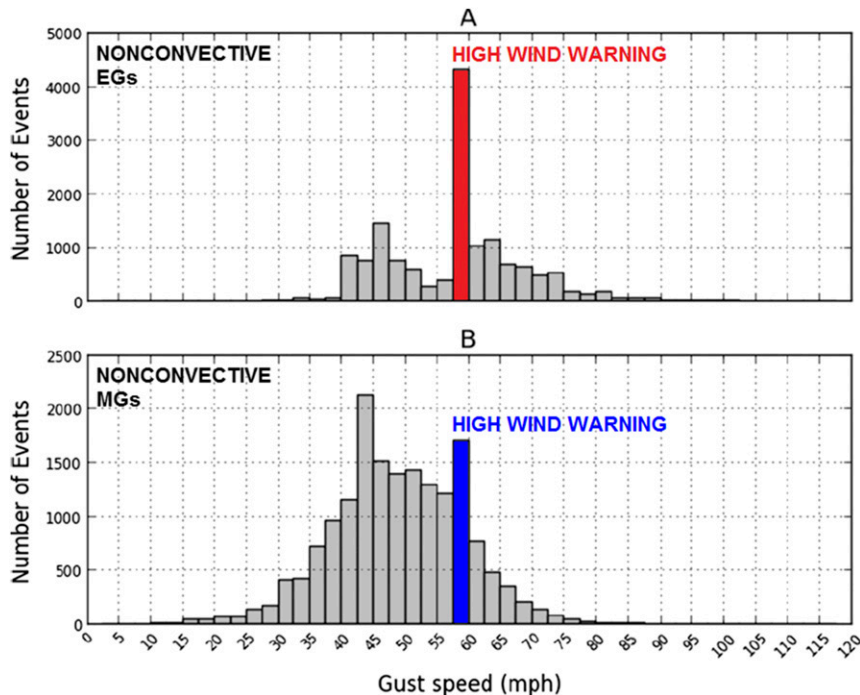 A
5000
4000
3000
2000
1000
0
Number of Events
NONCONVECTIVE
EGs
HIGH WIND WARNING
B
2500
2000
1500
1000
500
0
Number of Events
NONCONVECTIVE
MGs
HIGH WIND WARNING
0 5 10 15 20 25 30 35 40 45 50 55 60 65 70 75 80 85 90 95 100 105 110 115 120
Gust speed (mph)